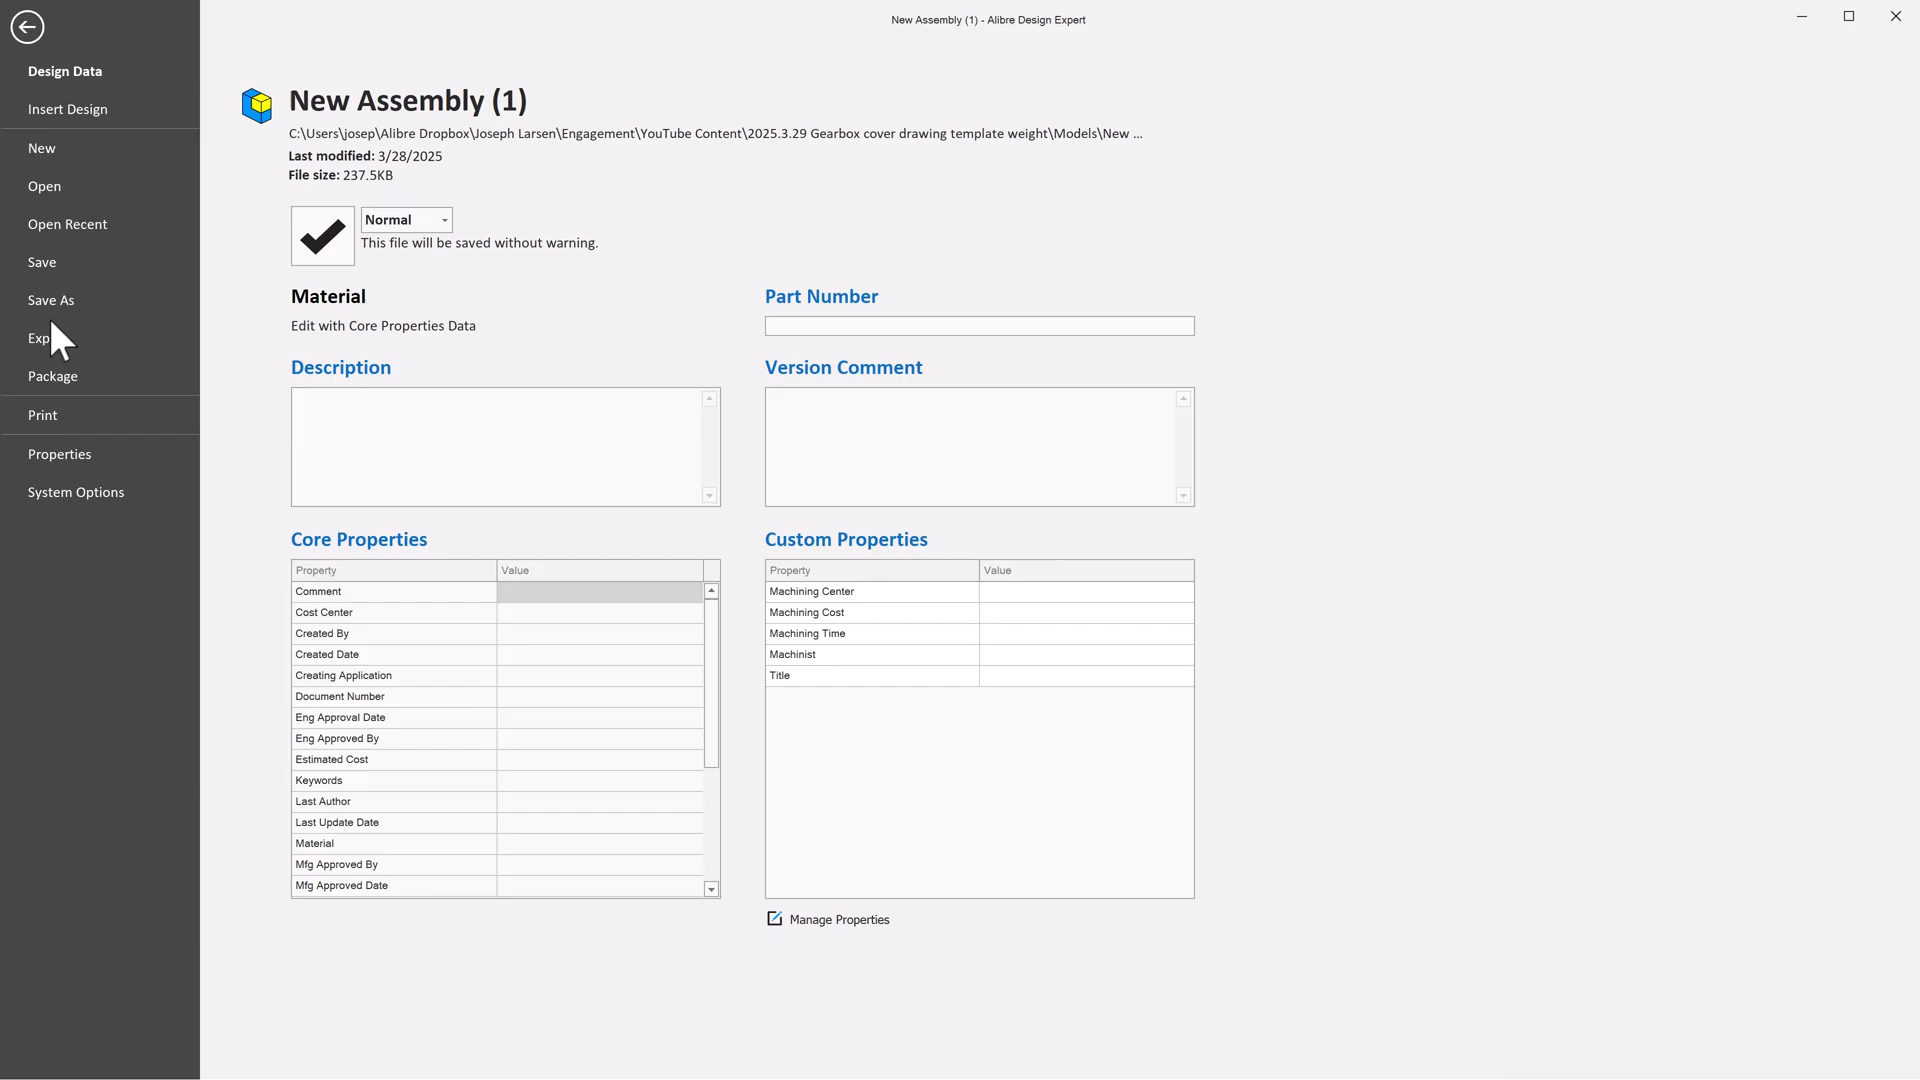 New Assembly (1) - Alibre Design Expert
Design Data
Insert Design
New
Open
Open Recent
Save
Save As
Package
Print
Properties
System Options
New Assembly (1)
C:\Users\josep\Alibre Dropbox\Joseph Larsen\Engagement\YouTube Content\2025.3.29 Gearbox cover drawing template weight\Models\New ...
Last modified: 3/28/2025
File size: 237.5KB
Normal
This file will be saved without warning.
Material
Edit with Core Properties Data
Part Number
Description
Version Comment
Core Properties
Property Value
Comment
Cost Center
Created By
Created Date
Creating Application
Document Number
Eng Approval Date
Eng Approved By
Estimated Cost
Keywords
Last Author
Last Update Date
Material
Mfg Approved By
Mfg Approved Date
Custom Properties
Property Value
Machining Center
Machining Cost
Machining Time
Machinist
Title
Manage Properties